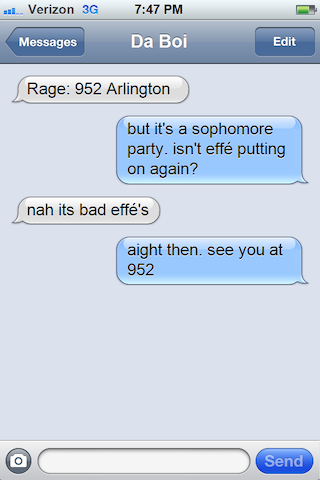 Verizon 3G 7:47 PM
Messages Da Boi Edit
Rage: 952 Arlington
but it's a sophomore
party. isn't effé putting
on again?
nah its bad effé's
aight then. see you at
952
Send